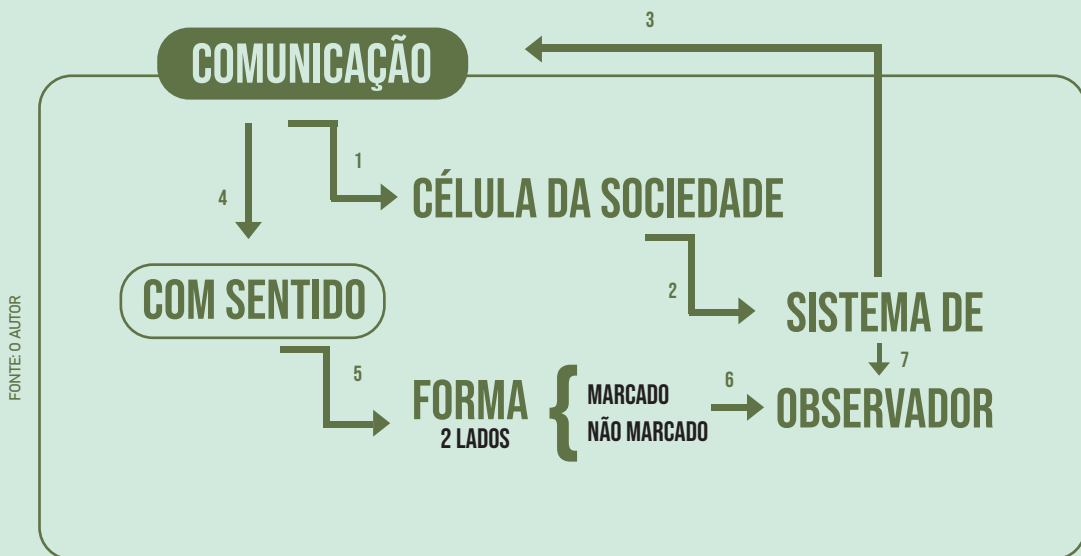 3
COMUNICAÇÃO
1
4
CÉLULA DA SOCIEDADE
2
COM SENTIDO
SISTEMA DE
5
7
FORMA
2 LADOS
{
MARCADO
NÃO MARCADO
6
OBSERVADOR
FONTE: O AUTOR